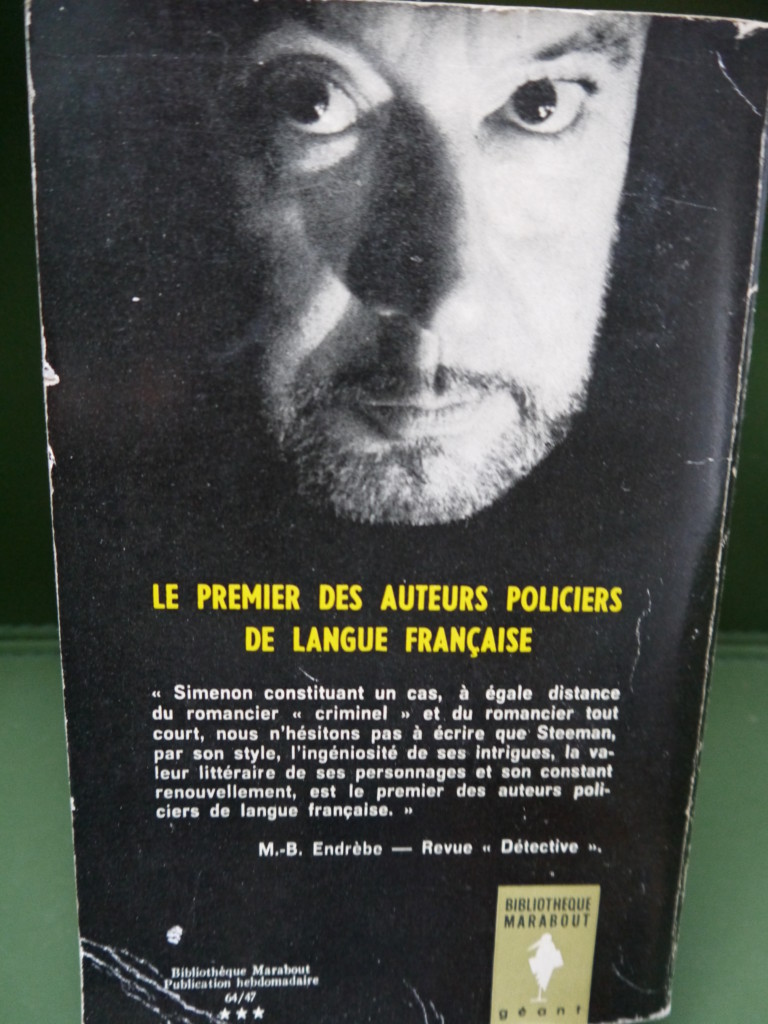 LE PREMIER DES AUTEURS POLICIERS
DE LANGUE FRANÇAISE
« Simenon constituant un cas, à égale distance
du romancier « criminel » et du romancier tout
court, nous n'hésitons pas à écrire que Steeman,
par son style, l'ingéniosité de ses intrigues, la va-
leur littéraire de ses personnages et son constant
renouvellement, est le premier des auteurs poli-
ciers de langue française. »
M.-B. Endrèbe — Revue « Détective ».
BIBLIOTHEQUE
MARABOUT
géant
Bibliothèque Marabout
Publication hebdomadaire
64/47
★★★